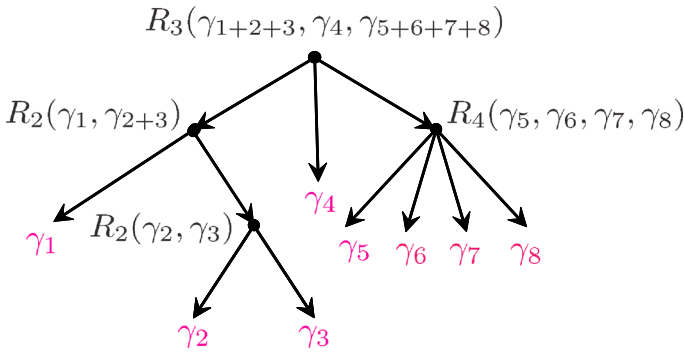 R₃(γ₁₊₂₊₃, γ₄, γ₅₊₆₊₇₊₈)
R₂(γ₁, γ₂₊₃)
R₄(γ₅, γ₆, γ₇, γ₈)
γ₄
γ₁
R₂(γ₂, γ₃)
γ₅
γ₆
γ₇
γ₈
γ₂
γ₃